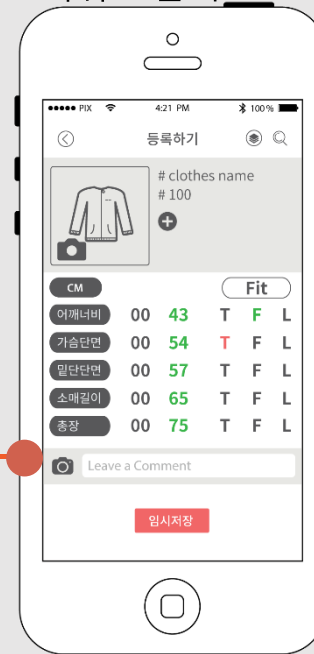 PIX 4:21 PM 100%
등록하기
# clothes name
# 100
CM Fit
어깨너비 00 43 T F L
가슴단면 00 54 T F L
밑단단면 00 57 T F L
소매길이 00 65 T F L
총장 00 75 T F L
Leave a Comment
임시저장